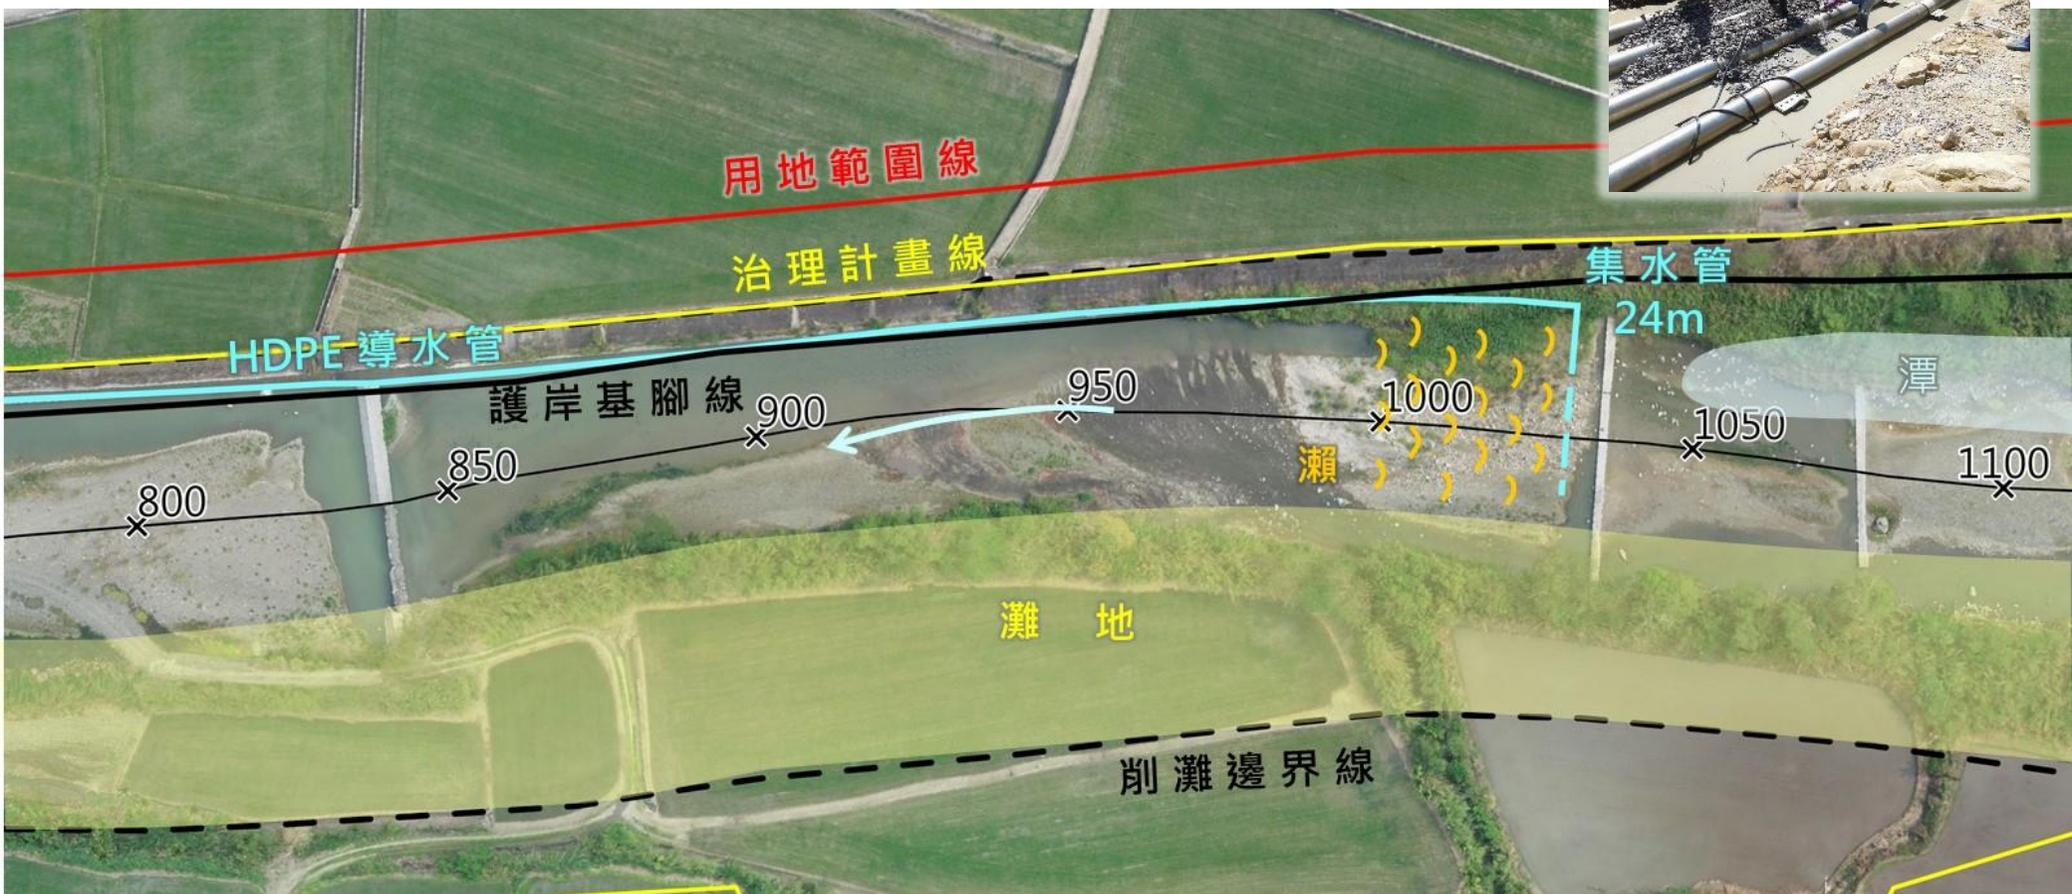 用地範圍線
治理計畫線
集水管
24m
HDPE導水管
潭
護岸基腳線
950
1000
900
1050
瀨
850
1100
800
灘地
削灘邊界線